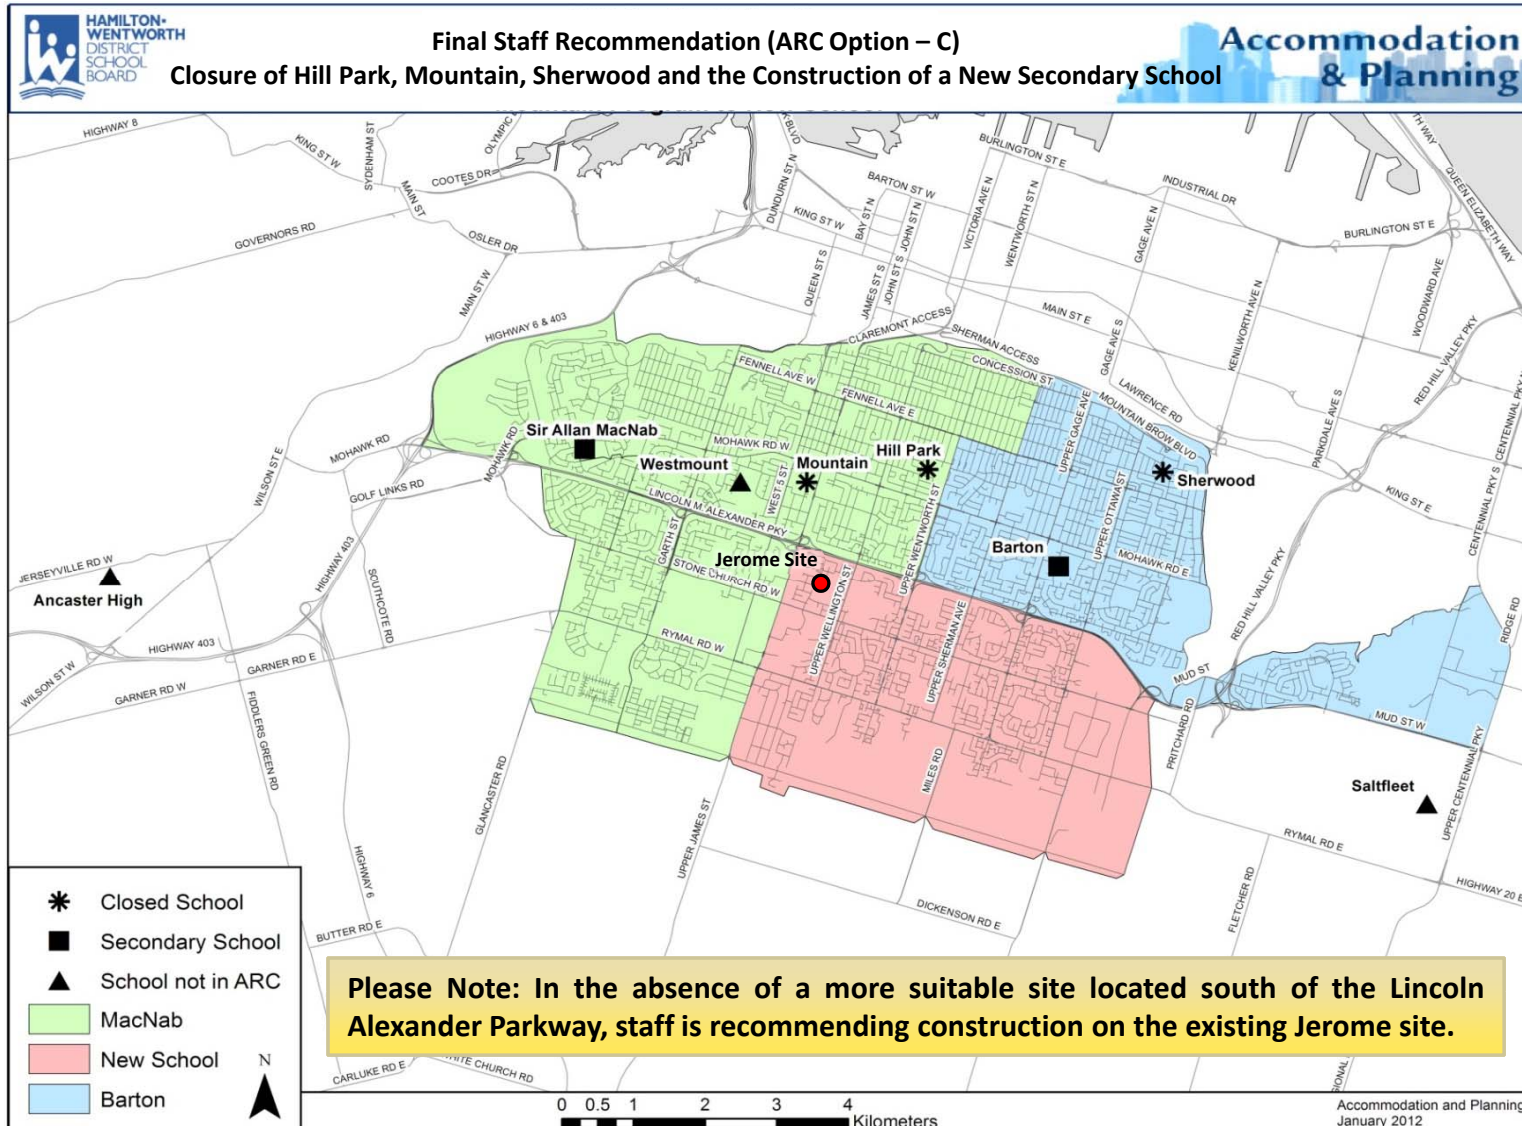 HAMILTON-
WENTWORTH
DISTRICT
SCHOOL
BOARD
Final Staff Recommendation (ARC Option – C)
Closure of Hill Park, Mountain, Sherwood and the Construction of a New Secondary School
Accommodation
& Planning
HIGHWAY 8
KING ST W
SYDENHAM ST
MAIN ST
COOTES DR
GOVERNORS RD
OSLER DR
MAIN ST W
HIGHWAY 6 & 403
DUNDURN ST N
KING ST W
BAY ST N
BARTON ST W
JOHN ST N
QUEEN ST S
JAMES ST S
JOHN ST S
VICTORIA AVE N
WENTWORTH ST N
BURLINGTON ST E
INDUSTRIAL DR
GAGE AVE N
BURLINGTON ST E
QUEEN ELIZABETH WAY
WOODWARD AVE
KENILWORTH AVE N
MAIN ST E
GAGE AVE S
CLAREMONT ACCESS
SHERMAN ACCESS
CONCESSION ST
LAWRENCE RD
MOUNTAIN BROW BLVD
PARKDALE AVE S
RED HILL VALLEY PKY
KING ST E
CENTENNIAL PKY S
FENNELL AVE W
FENNELL AVE E
UPPER GAGE AVE
UPPER OTTAWA ST
MOHAWK RD E
Sir Allan MacNab
MOHAWK RD W
Westmount
WEST 5 ST
Mountain
Hill Park
Sherwood
Barton
UPPER WENTWORTH ST
MOHAWK RD
MOHAWK RD
GOLF LINKS RD
WILSON ST E
LINCOLN M. ALEXANDER PKY
GARTH ST
STONE CHURCH RD W
Jerome Site
UPPER WELLINGTON ST
UPPER SHERMAN AVE
RYMAL RD W
JERSEYVILLE RD W
Ancaster High
HIGHWAY 403
SOUTHCOTE RD
HIGHWAY 403
WILSON ST W
GARNER RD E
GARNER RD W
FIDDLERS GREEN RD
GLANCASTER RD
HIGHWAY 6
UPPER JAMES ST
MILES RD
RED HILL VALLEY PKY
MUD ST
PRITCHARD RD
MUD ST W
RIDGE RD
UPPER CENTENNIAL PKY
Saltfleet
RYMAL RD E
HIGHWAY 20 E
FLETCHER RD
DICKENSON RD E
BUTTER RD E
CARLUKE RD E
Closed School
Secondary School
School not in ARC
MacNab
New School
Barton
N
Please Note: In the absence of a more suitable site located south of the Lincoln
Alexander Parkway, staff is recommending construction on the existing Jerome site.
0 0.5 1 2 3 4
Kilometers
Accommodation and Planning
January 2012